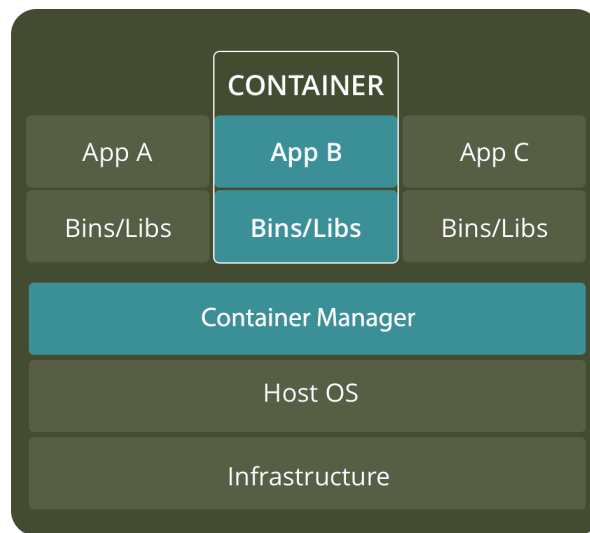 CONTAINER
App A App B App C
Bins/Libs Bins/Libs Bins/Libs
Container Manager
Host OS
Infrastructure